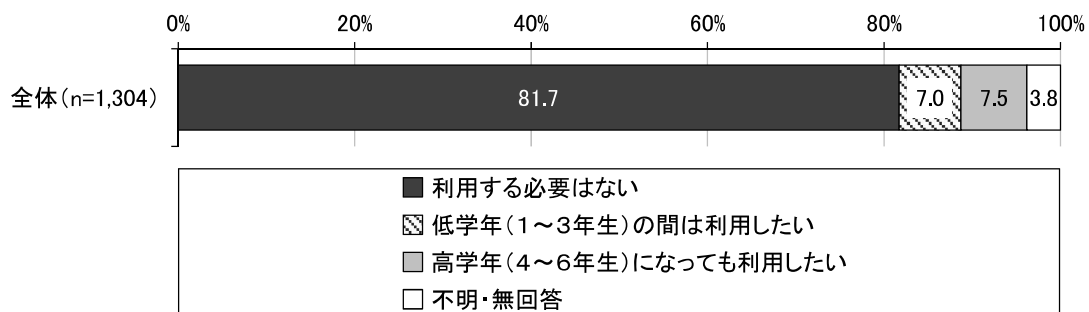 0% 20% 40% 60% 80% 100%
全体(n=1,304) 81.7 7.0 7.5 3.8
利用する必要はない
低学年(1～3年生)の間は利用したい
高学年(4～6年生)になっても利用したい
不明・無回答